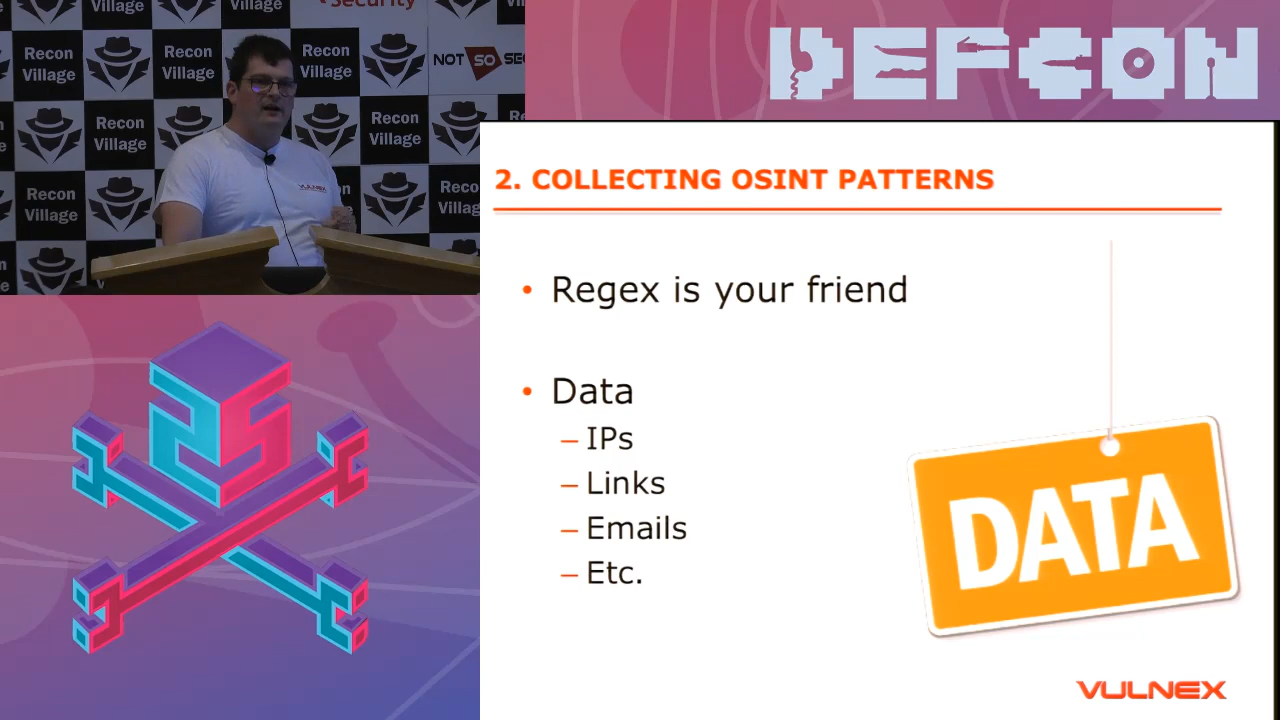 Security
Recon
Village
Recon
Village
Recon
Village
NOT SO SEC
Recon
Village
Recon
Village
Recon
Village
Recon
Village
VULNEX
DEFCON
2. COLLECTING OSINT PATTERNS
• Regex is your friend
• Data
– IPs
– Links
– Emails
– Etc.
DATA
VULNEX